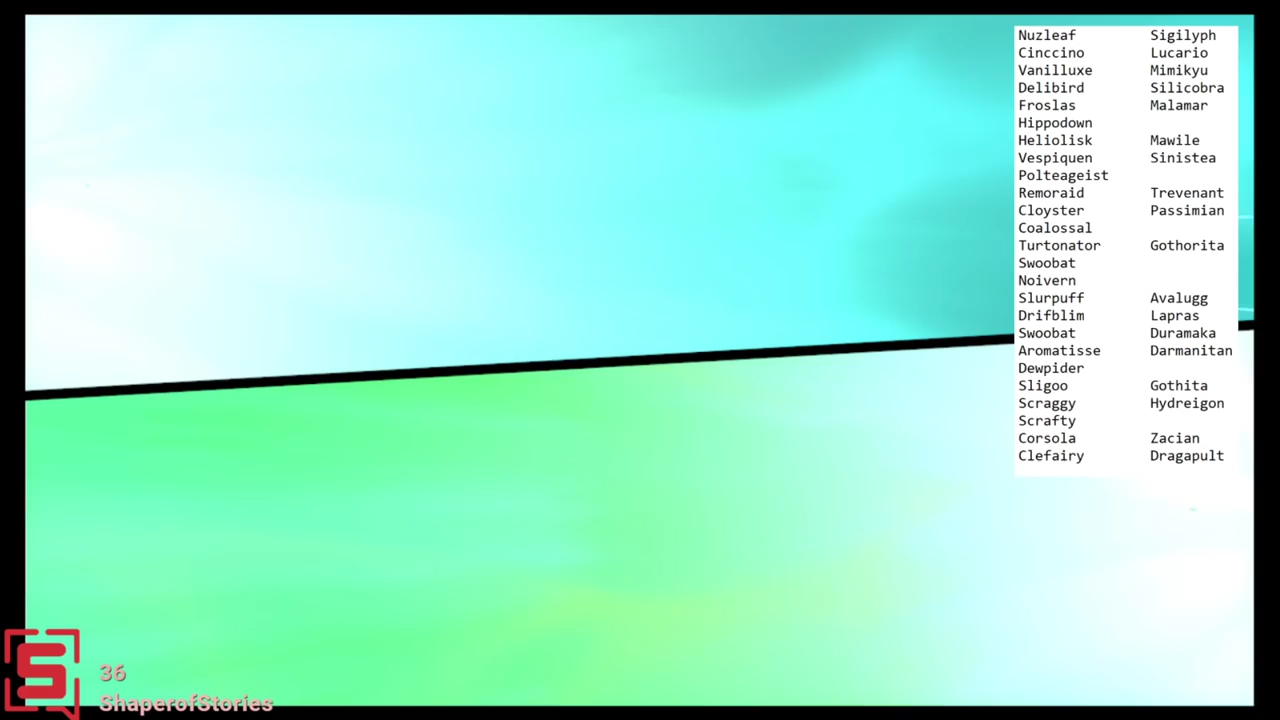 Nuzleaf Sigilyph
Cinccino Lucario
Vanilluxe Mimikyu
Delibird Silicobra
Froslas Malamar
Hippodown
Heliolisk Mawile
Vespiquen Sinistea
Polteageist
Remoraid Trevenant
Cloyster Passimian
Coalossal
Turtonator Gothorita
Swoobat
Noivern
Slurpuff Avalugg
Drifblim Lapras
Swoobat Duramaka
Aromatisse Darmanitan
Dewpider
Sligoo Gothita
Scraggy Hydreigon
Scrafty
Corsola Zacian
Clefairy Dragapult
S
36
ShaperofStories